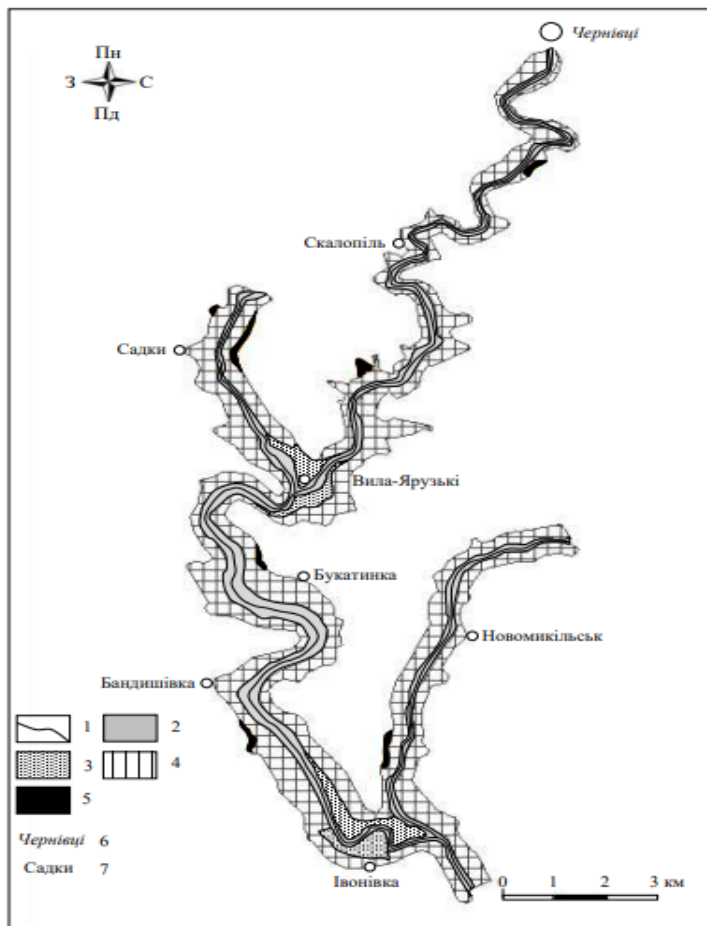 Чернівці
Пн
З С
Пд
Скалопіль
Садки
Вила-Ярузькі
Букатинка
Новомикільськ
Бандишівка
1 2
3 4
5
Чернівці 6
Садки 7
Івонівка
0 1 2 3 км